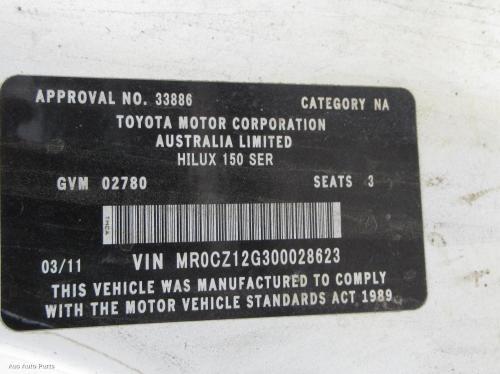 APPROVAL NO. 33886 CATEGORY NA
TOYOTA MOTOR CORPORATION
AUSTRALIA LIMITED
HILUX 150 SER
GVM 02780 SEATS 3
TMCA
03/11 VIN MR0CZ12G300028623
THIS VEHICLE WAS MANUFACTURED TO COMPLY
WITH THE MOTOR VEHICLE STANDARDS ACT 1989.
Aus Auto Parts